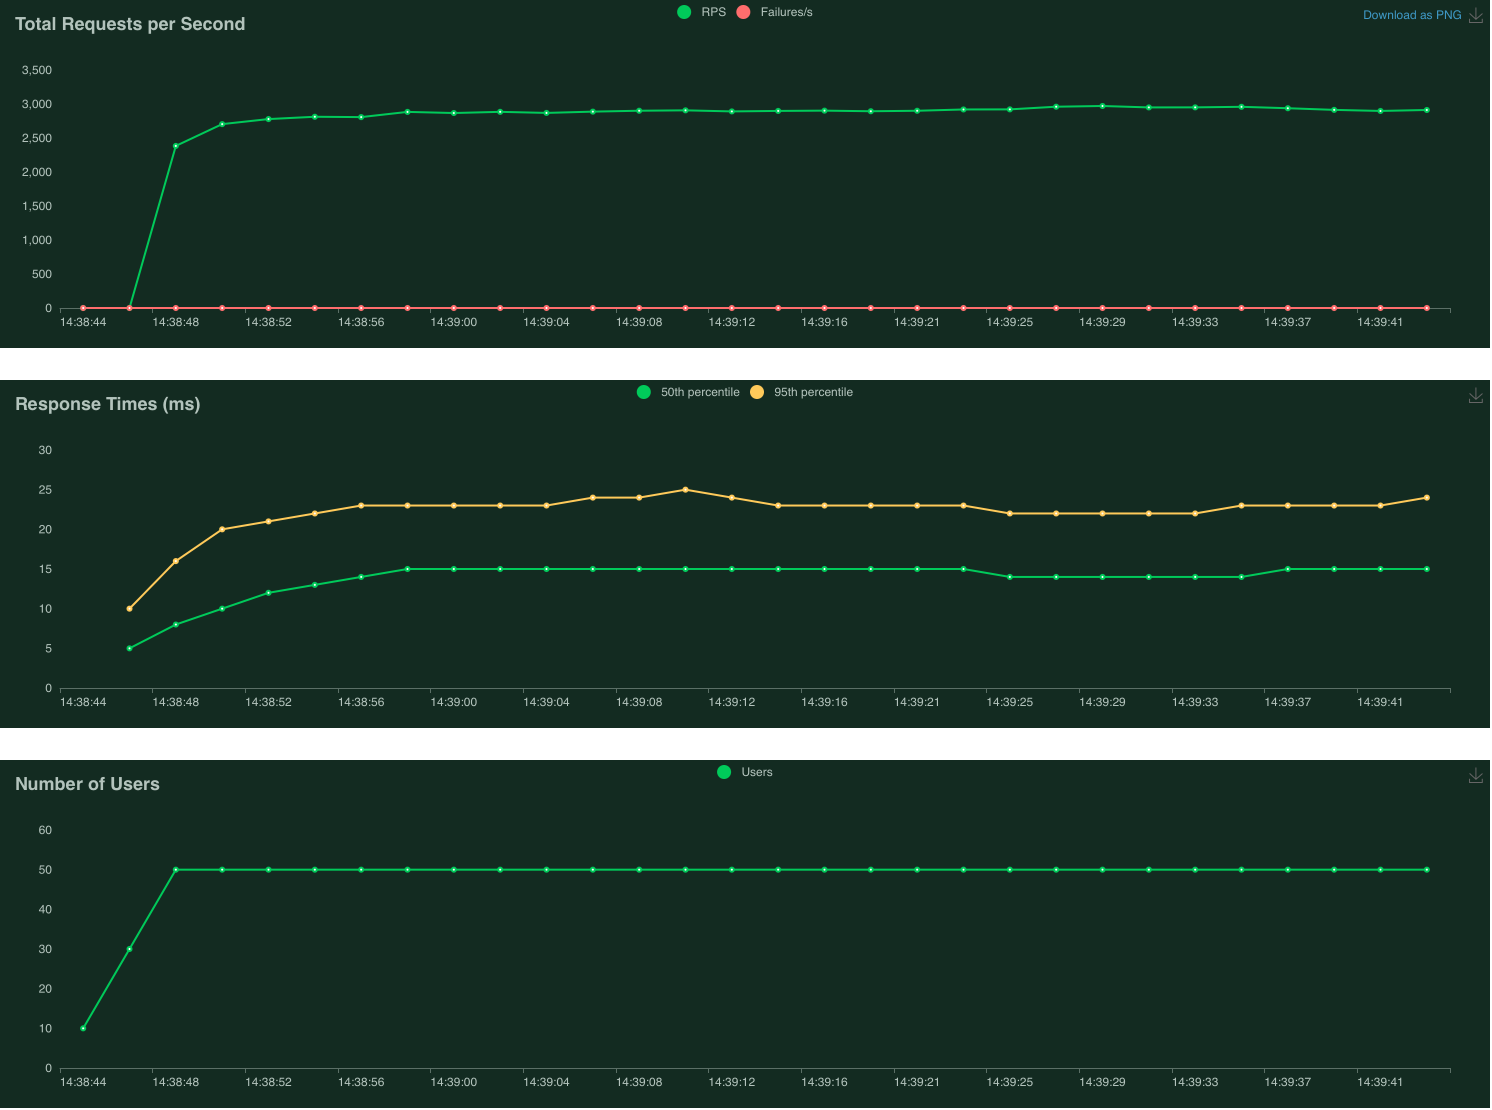 Total Requests per Second
RPS Failures/s
Download as PNG
3,500
3,000
2,500
2,000
1,500
1,000
500
0
14:38:44 14:38:48 14:38:52 14:38:56 14:39:00 14:39:04 14:39:08 14:39:12 14:39:16 14:39:21 14:39:25 14:39:29 14:39:33 14:39:37 14:39:41
Response Times (ms)
50th percentile 95th percentile
30
25
20
15
10
5
0
14:38:44 14:38:48 14:38:52 14:38:56 14:39:00 14:39:04 14:39:08 14:39:12 14:39:16 14:39:21 14:39:25 14:39:29 14:39:33 14:39:37 14:39:41
Number of Users
Users
60
50
40
30
20
10
0
14:38:44 14:38:48 14:38:52 14:38:56 14:39:00 14:39:04 14:39:08 14:39:12 14:39:16 14:39:21 14:39:25 14:39:29 14:39:33 14:39:37 14:39:41